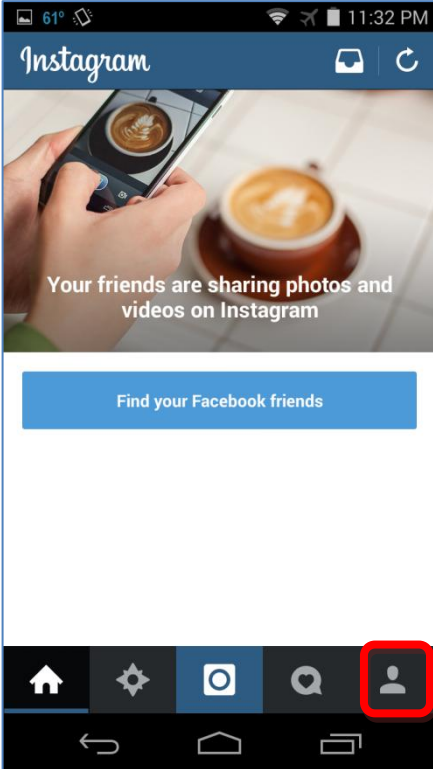 61° 11:32 PM
Instagram
Your friends are sharing photos and
videos on Instagram
Find your Facebook friends